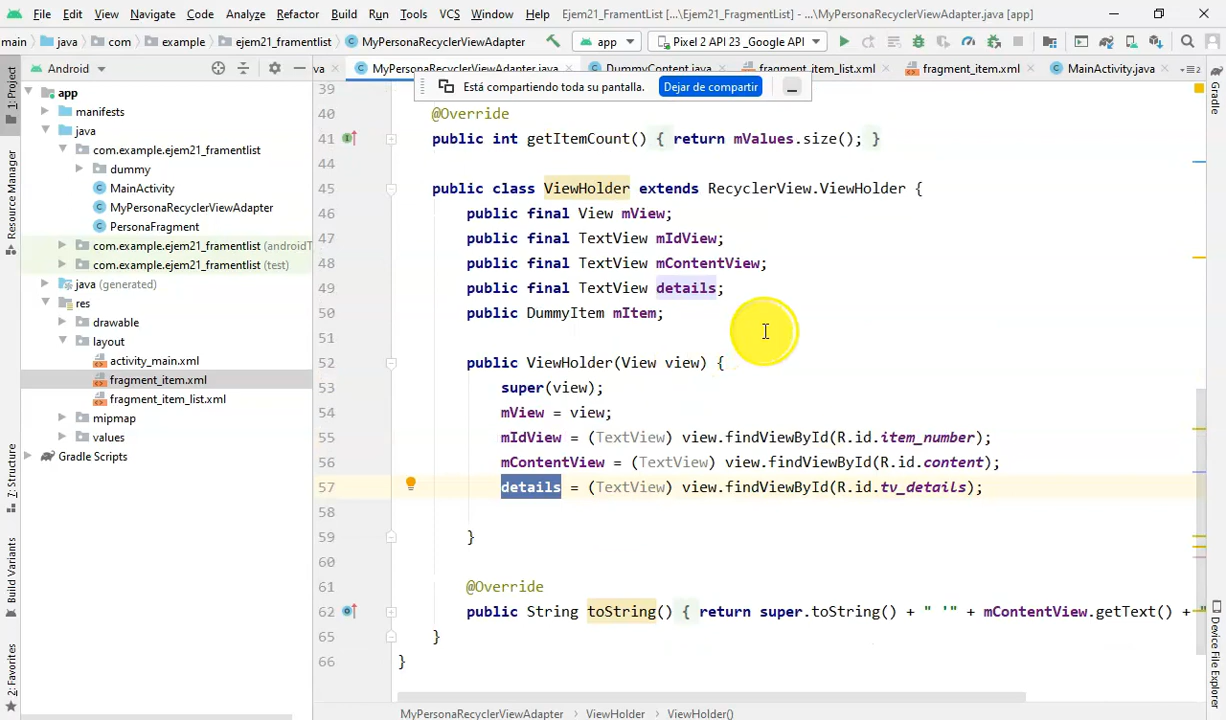 File Edit View Navigate Code Analyze Refactor Build Run Tools VCS Window Help Ejem21_FramentList [...\Ejem21_FragmentList] - ...\MyPersonaRecyclerViewAdapter.java [app]
main java com example ejem21_framentlist MyPersonaRecyclerViewAdapter app Pixel 2 API 23 _Google API
Android va MyPersonaRecyclerViewAdapter.java DummyContent.java fragment_item_list.xml fragment_item.xml MainActivity.java
Está compartiendo toda su pantalla. Dejar de compartir
1: Project
Resource Manager
Z: Structure
Build Variants
2: Favorites
app
manifests
java
com.example.ejem21_framentlist
dummy
MainActivity
MyPersonaRecyclerViewAdapter
PersonaFragment
com.example.ejem21_framentlist (androidT
com.example.ejem21_framentlist (test)
java (generated)
res
drawable
layout
activity_main.xml
fragment_item.xml
fragment_item_list.xml
mipmap
values
Gradle Scripts
39
40 @Override
41 public int getItemCount() { return mValues.size(); }
44
45 public class ViewHolder extends RecyclerView.ViewHolder {
46 public final View mView;
47 public final TextView mIdView;
48 public final TextView mContentView;
49 public final TextView details;
50 public DummyItem mItem;
51
52 public ViewHolder(View view) {
53 super(view);
54 mView = view;
55 mIdView = (TextView) view.findViewById(R.id.item_number);
56 mContentView = (TextView) view.findViewById(R.id.content);
57 details = (TextView) view.findViewById(R.id.tv_details);
58
59 }
60
61 @Override
62 public String toString() { return super.toString() + " '" + mContentView.getText() + "
65 }
66 }
MyPersonaRecyclerViewAdapter ViewHolder ViewHolder()
Gradle
Device File Explorer